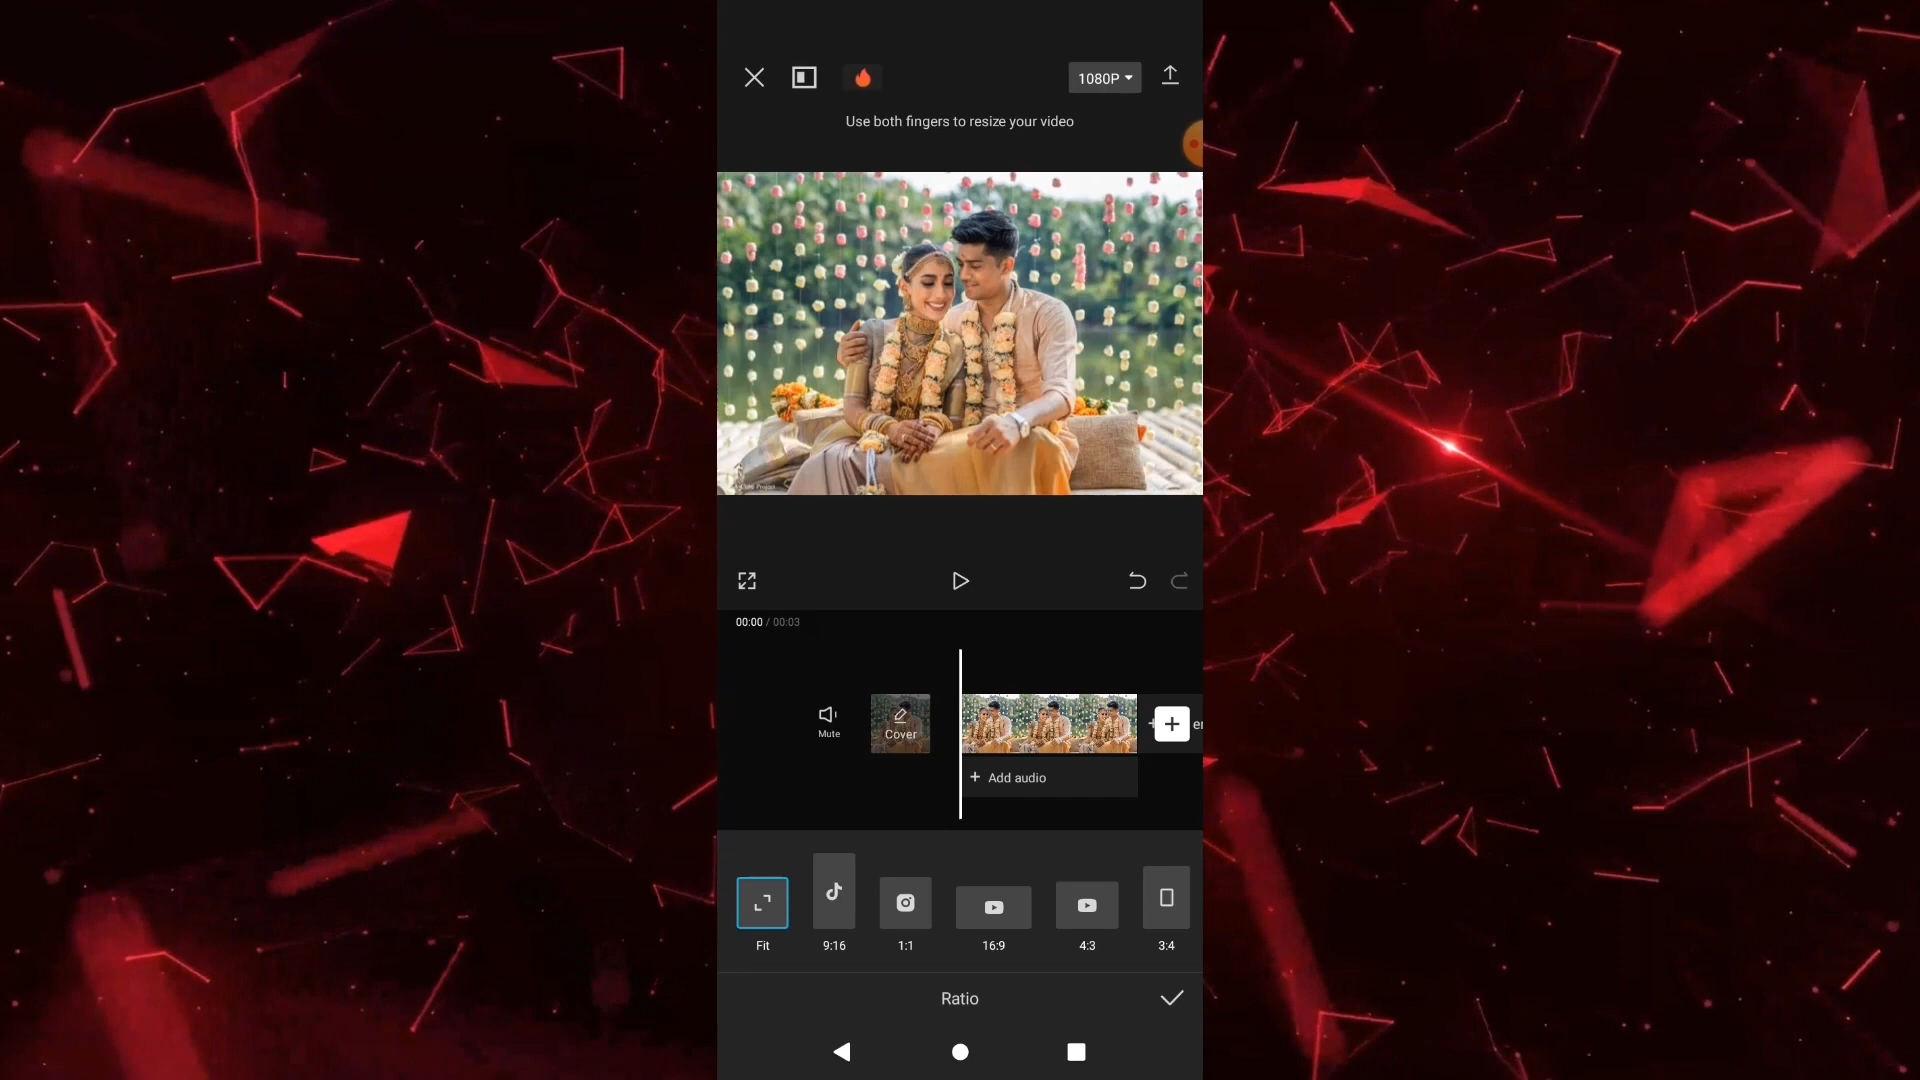 1080P
Use both fingers to resize your video
00:00 / 00:03
Mute
Cover
+ Add audio
Fit
9:16
1:1
16:9
4:3
3:4
Ratio